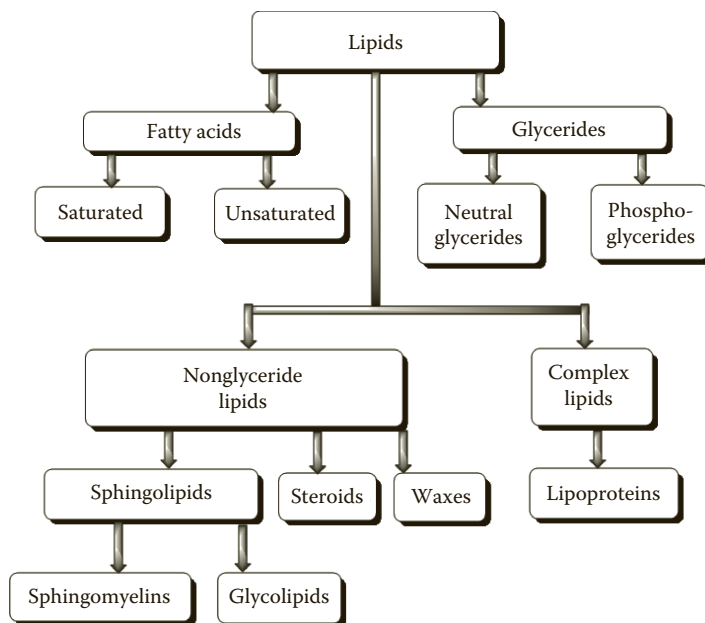 Lipids
Fatty acids
Glycerides
Saturated
Unsaturated
Neutral
glycerides
Phospho-
glycerides
Nonglyceride
lipids
Complex
lipids
Sphingolipids
Steroids
Waxes
Lipoproteins
Sphingomyelins
Glycolipids